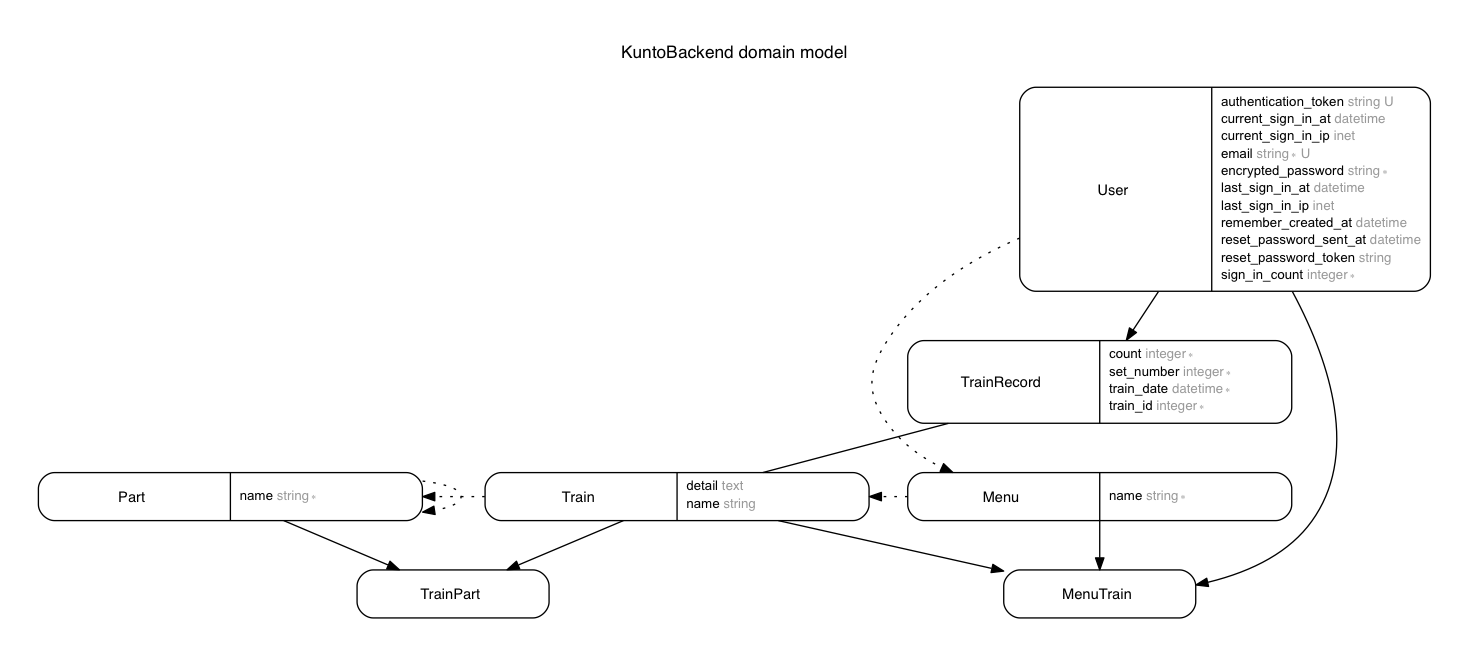 KuntoBackend domain model
User
authentication_token string U
current_sign_in_at datetime
current_sign_in_ip inet
email string∗ U
encrypted_password string∗
last_sign_in_at datetime
last_sign_in_ip inet
remember_created_at datetime
reset_password_sent_at datetime
reset_password_token string
sign_in_count integer∗
TrainRecord
count integer∗
set_number integer∗
train_date datetime∗
train_id integer∗
Part
name string∗
Train
detail text
name string
Menu
name string∗
TrainPart
MenuTrain